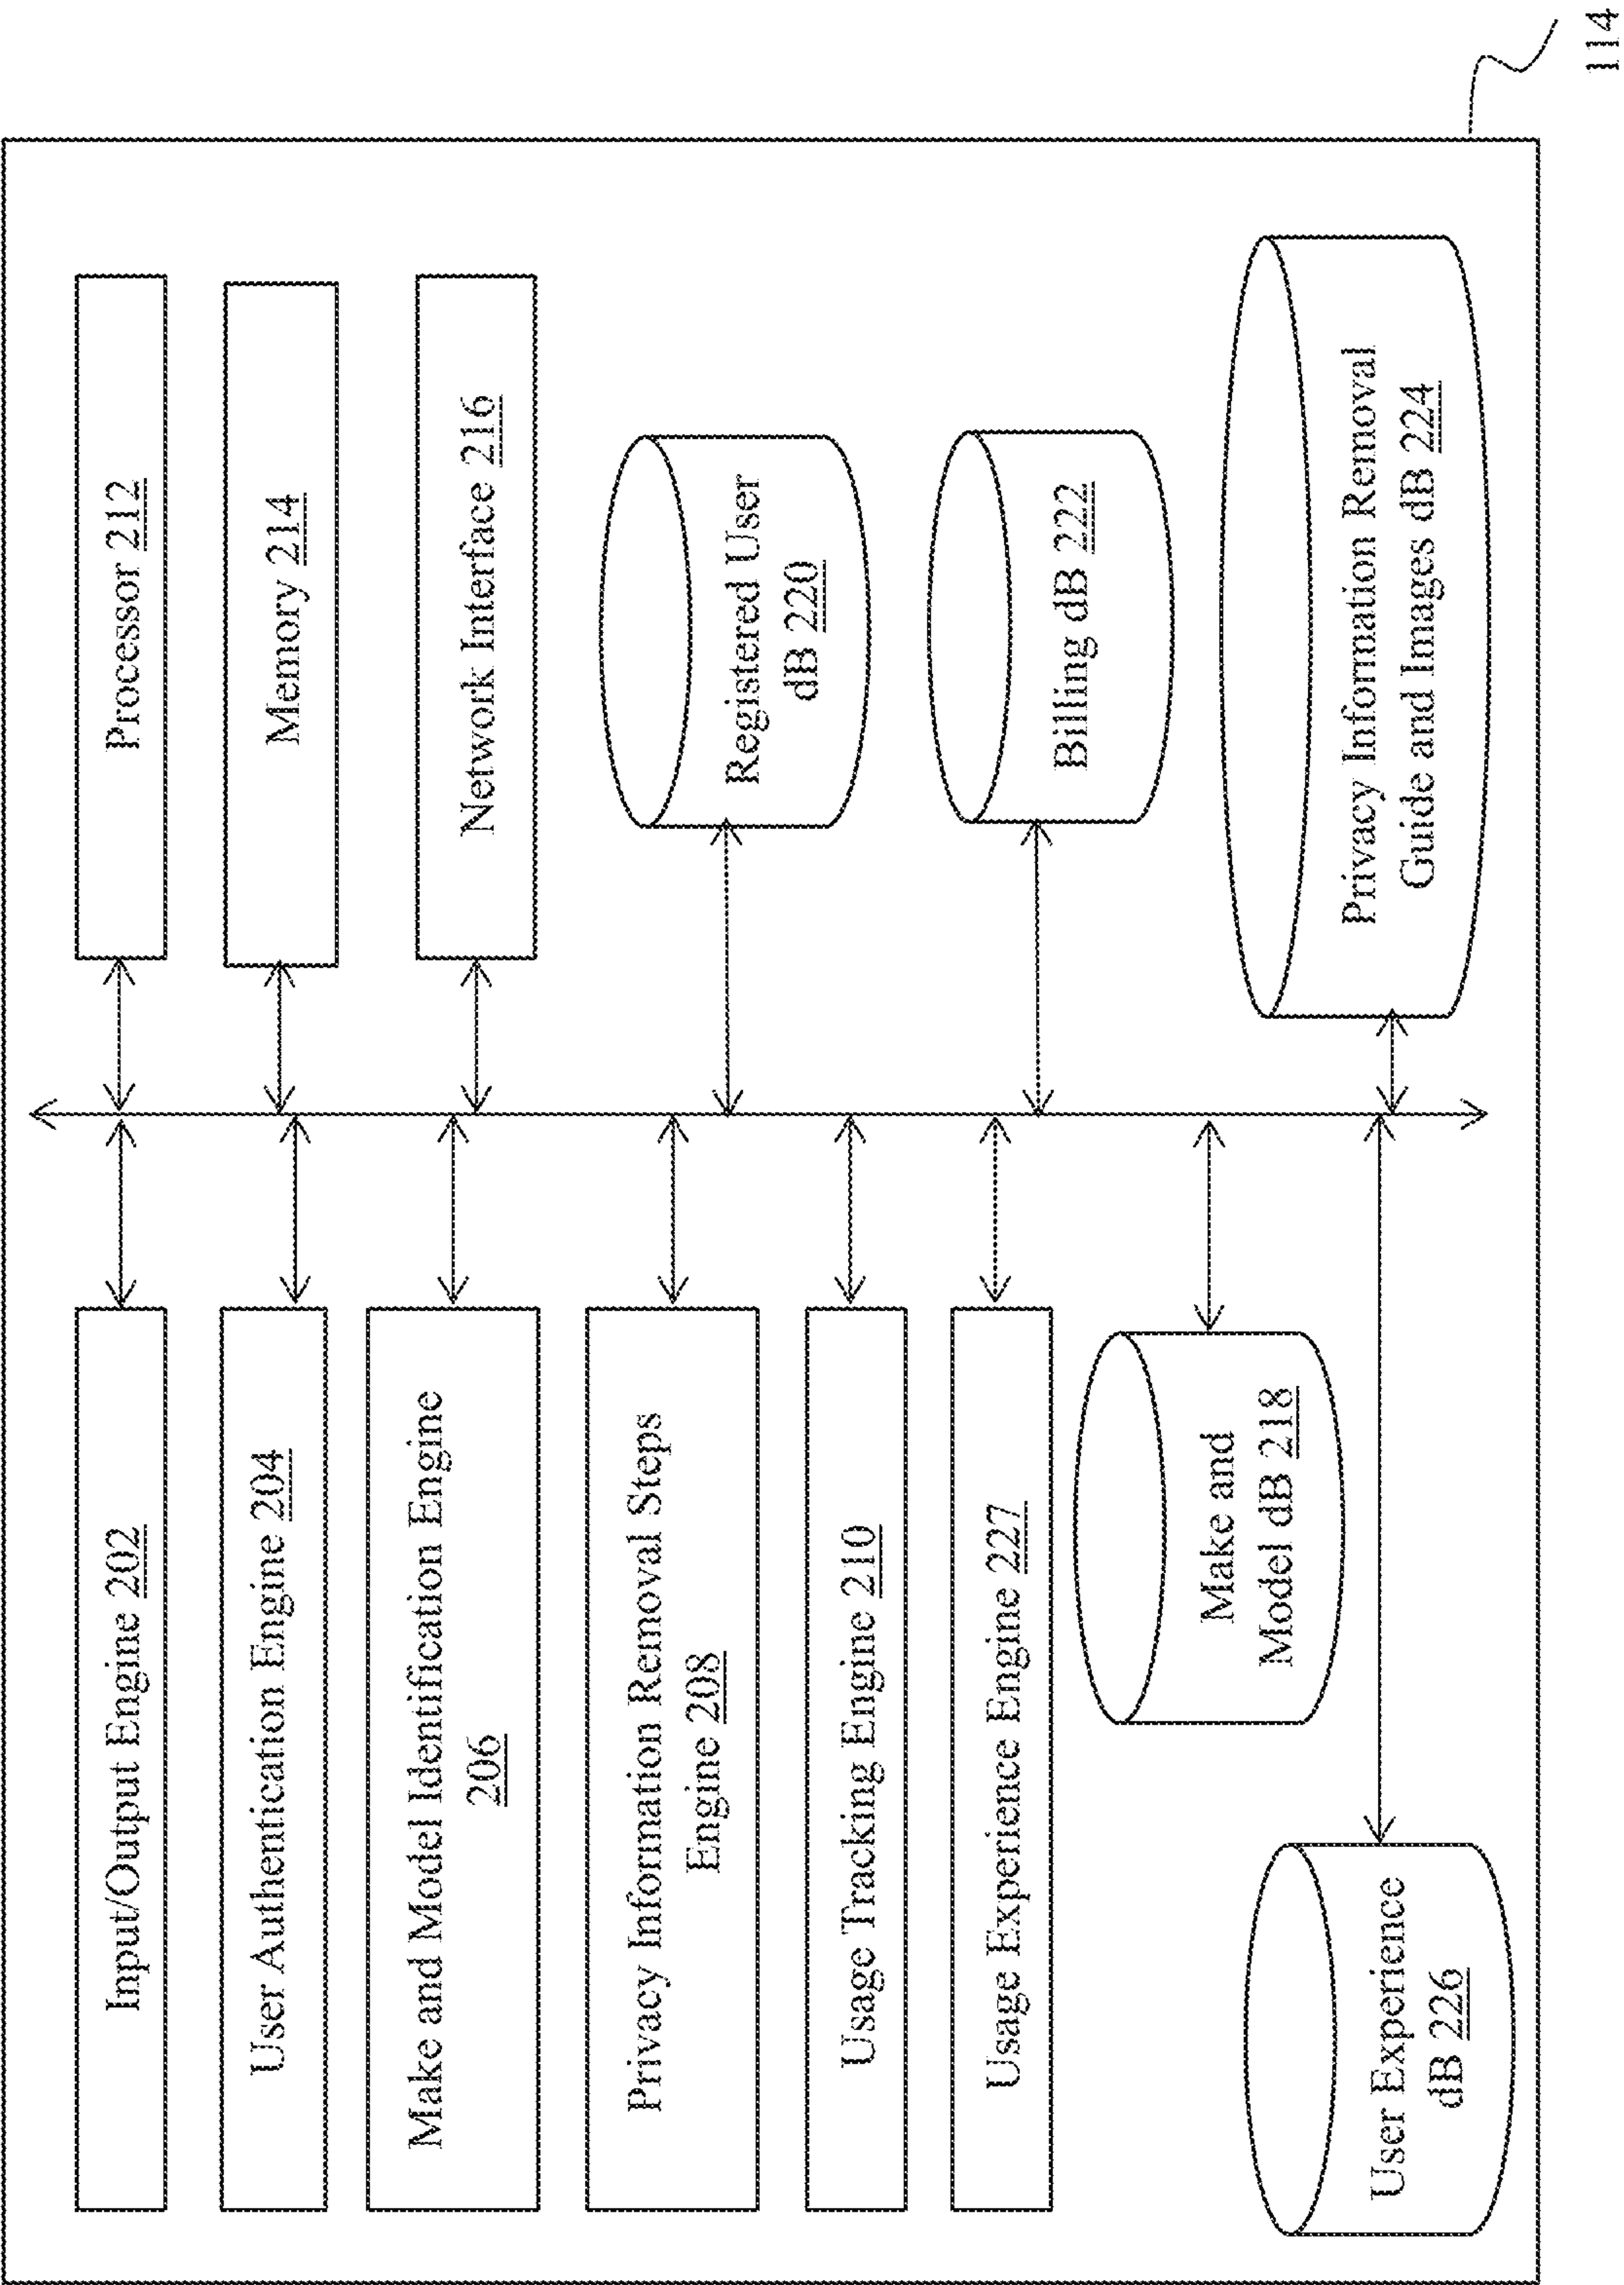 Input/Output Engine 202
User Authentication Engine 204
Make and Model Identification Engine
206
Privacy Information Removal Steps
Engine 208
Usage Tracking Engine 210
Usage Experience Engine 227
Make and
Model dB 218
User Experience
dB 226
Processor 212
Memory 214
Network Interface 216
Registered User
dB 220
Billing dB 222
Privacy Information Removal
Guide and Images dB 224
114